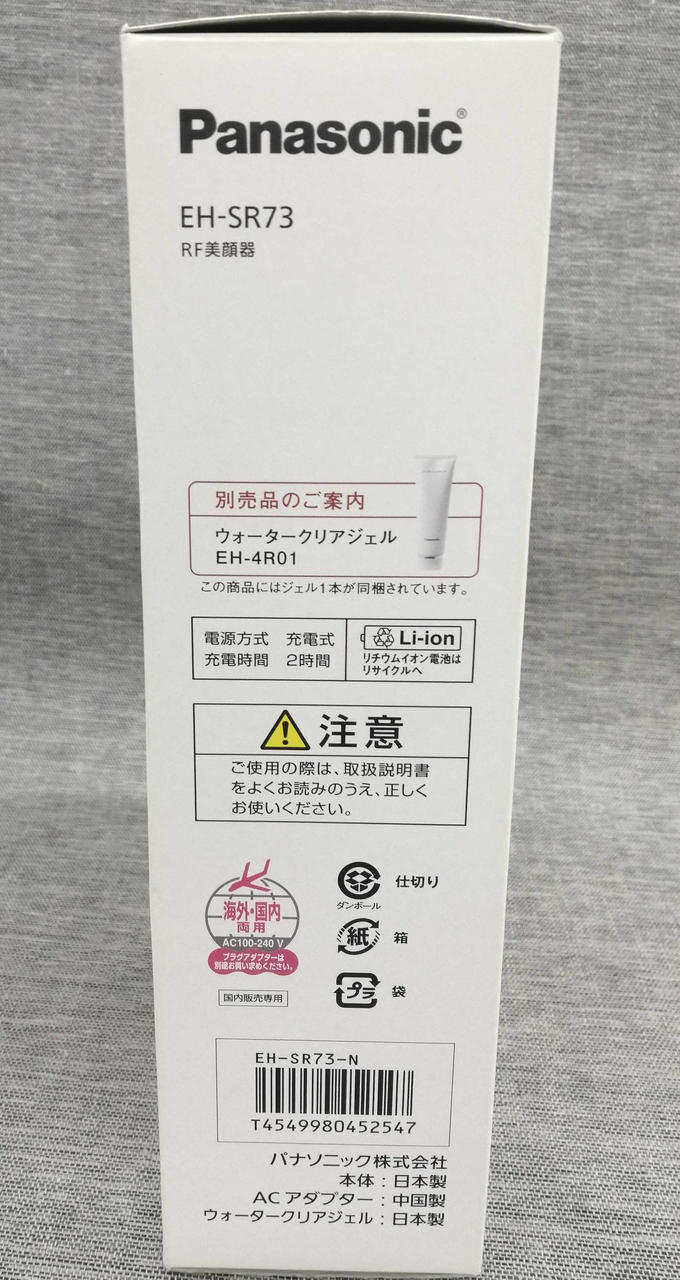 Panasonic®
EH-SR73
RF美顔器
別売品のご案内
ウォータークリアジェル
EH-4R01
この商品にはジェル1本が同梱されています。
電源方式 充電式
充電時間 2時間
Li-ion
リチウムイオン電池は
リサイクルへ
注意
ご使用の際は、取扱説明書
をよくお読みのうえ、正しく
お使いください。
海外・国内
両用
AC100-240 V
プラグアダプターは
別途お買い求めください。
国内販売専用
仕切り
ダンボール
紙 箱
プラ 袋
EH-SR73-N
T4549980452547
パナソニック株式会社
本体:日本製
ACアダプター:中国製
ウォータークリアジェル:日本製